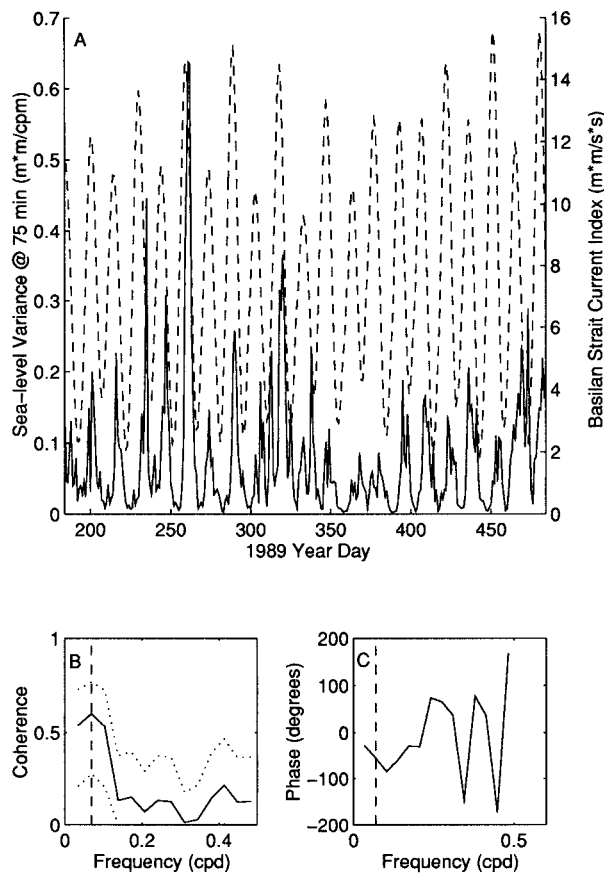 A
Sea-level Variance @ 75 min (m*m/cpm)
0.7
0.6
0.5
0.4
0.3
0.2
0.1
0
Basilan Strait Current Index (m*m/s*s)
16
14
12
10
8
6
4
2
0
200 250 300 350 400 450
1989 Year Day
B
Coherence
1
0.5
0
0 0.2 0.4
Frequency (cpd)
C
Phase (degrees)
200
100
0
−100
−200
0 0.5
Frequency (cpd)